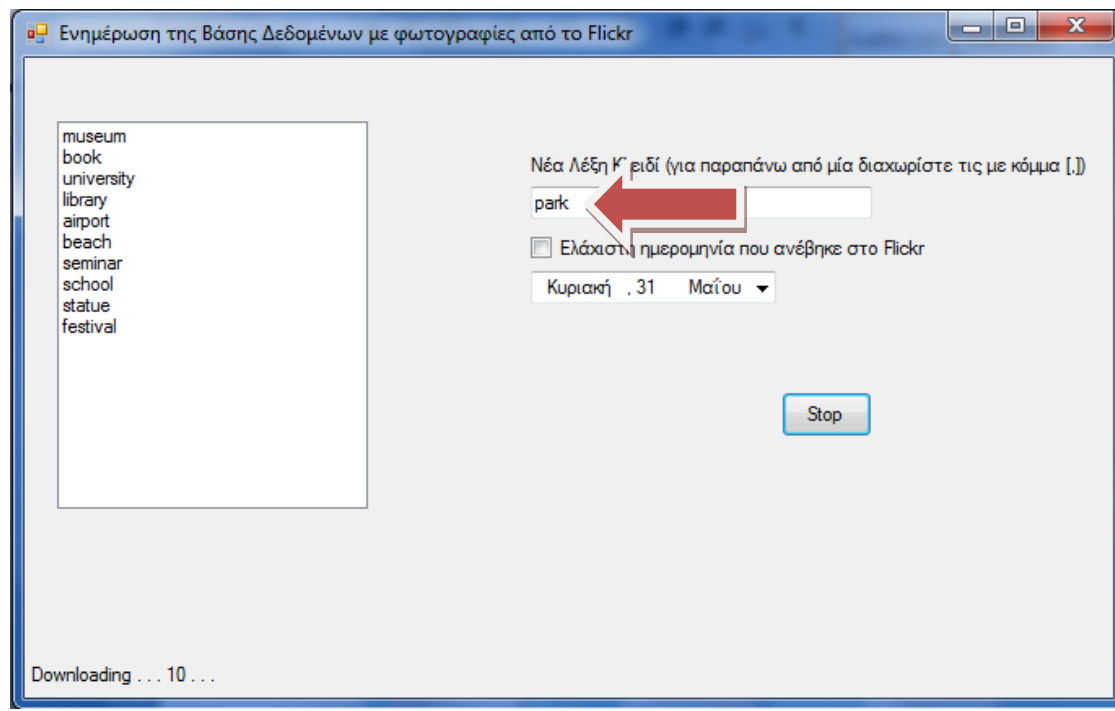 Ενημέρωση της Βάσης Δεδομένων με φωτογραφίες από το Flickr
museum
book
university
library
airport
beach
seminar
school
statue
festival
Νέα Λέξη Κλειδί (για παραπάνω από μία διαχωρίστε τις με κόμμα [,])
park
Ελάχιστη ημερομηνία που ανέβηκε στο Flickr
Κυριακή , 31 Μαΐου
Stop
Downloading . . . 10 . . .